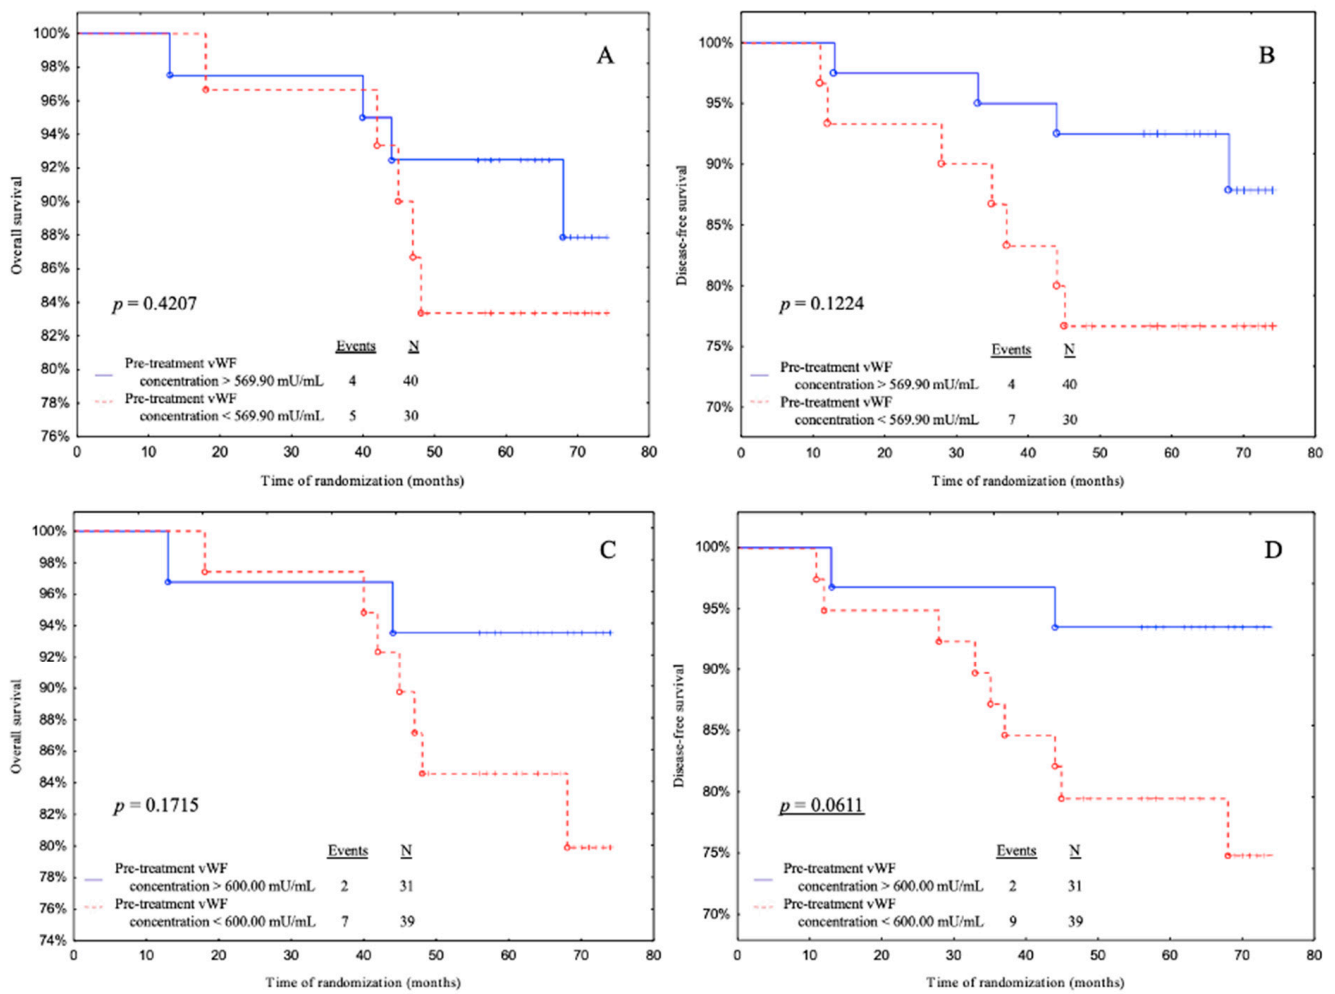 A
100%
98%
96%
94%
92%
90%
88%
86%
84%
82%
80%
78%
76%
Overall survival
p = 0.4207
Events N
Pre-treatment vWF
concentration > 569.90 mU/mL 4 40
Pre-treatment vWF
concentration < 569.90 mU/mL 5 30
0 10 20 30 40 50 60 70 80
Time of randomization (months)
B
100%
95%
90%
85%
80%
75%
70%
Disease-free survival
p = 0.1224
Events N
Pre-treatment vWF
concentration > 569.90 mU/mL 4 40
Pre-treatment vWF
concentration < 569.90 mU/mL 7 30
0 10 20 30 40 50 60 70 80
Time of randomization (months)
C
100%
98%
96%
94%
92%
90%
88%
86%
84%
82%
80%
78%
76%
74%
Overall survival
p = 0.1715
Events N
Pre-treatment vWF
concentration > 600.00 mU/mL 2 31
Pre-treatment vWF
concentration < 600.00 mU/mL 7 39
0 10 20 30 40 50 60 70 80
Time of randomization (months)
D
100%
95%
90%
85%
80%
75%
70%
Disease-free survival
p = 0.0611
Events N
Pre-treatment vWF
concentration > 600.00 mU/mL 2 31
Pre-treatment vWF
concentration < 600.00 mU/mL 9 39
0 10 20 30 40 50 60 70 80
Time of randomization (months)